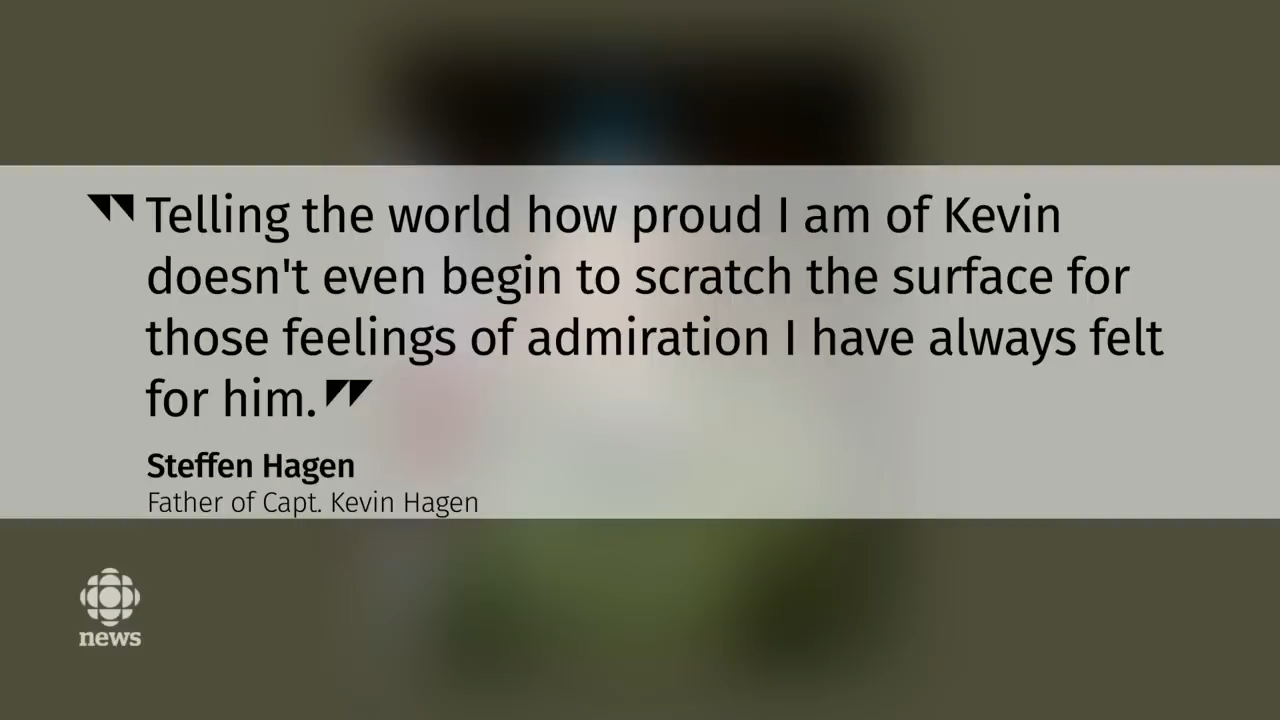 "Telling the world how proud I am of Kevin
doesn't even begin to scratch the surface for
those feelings of admiration I have always felt
for him."
Steffen Hagen
Father of Capt. Kevin Hagen
news